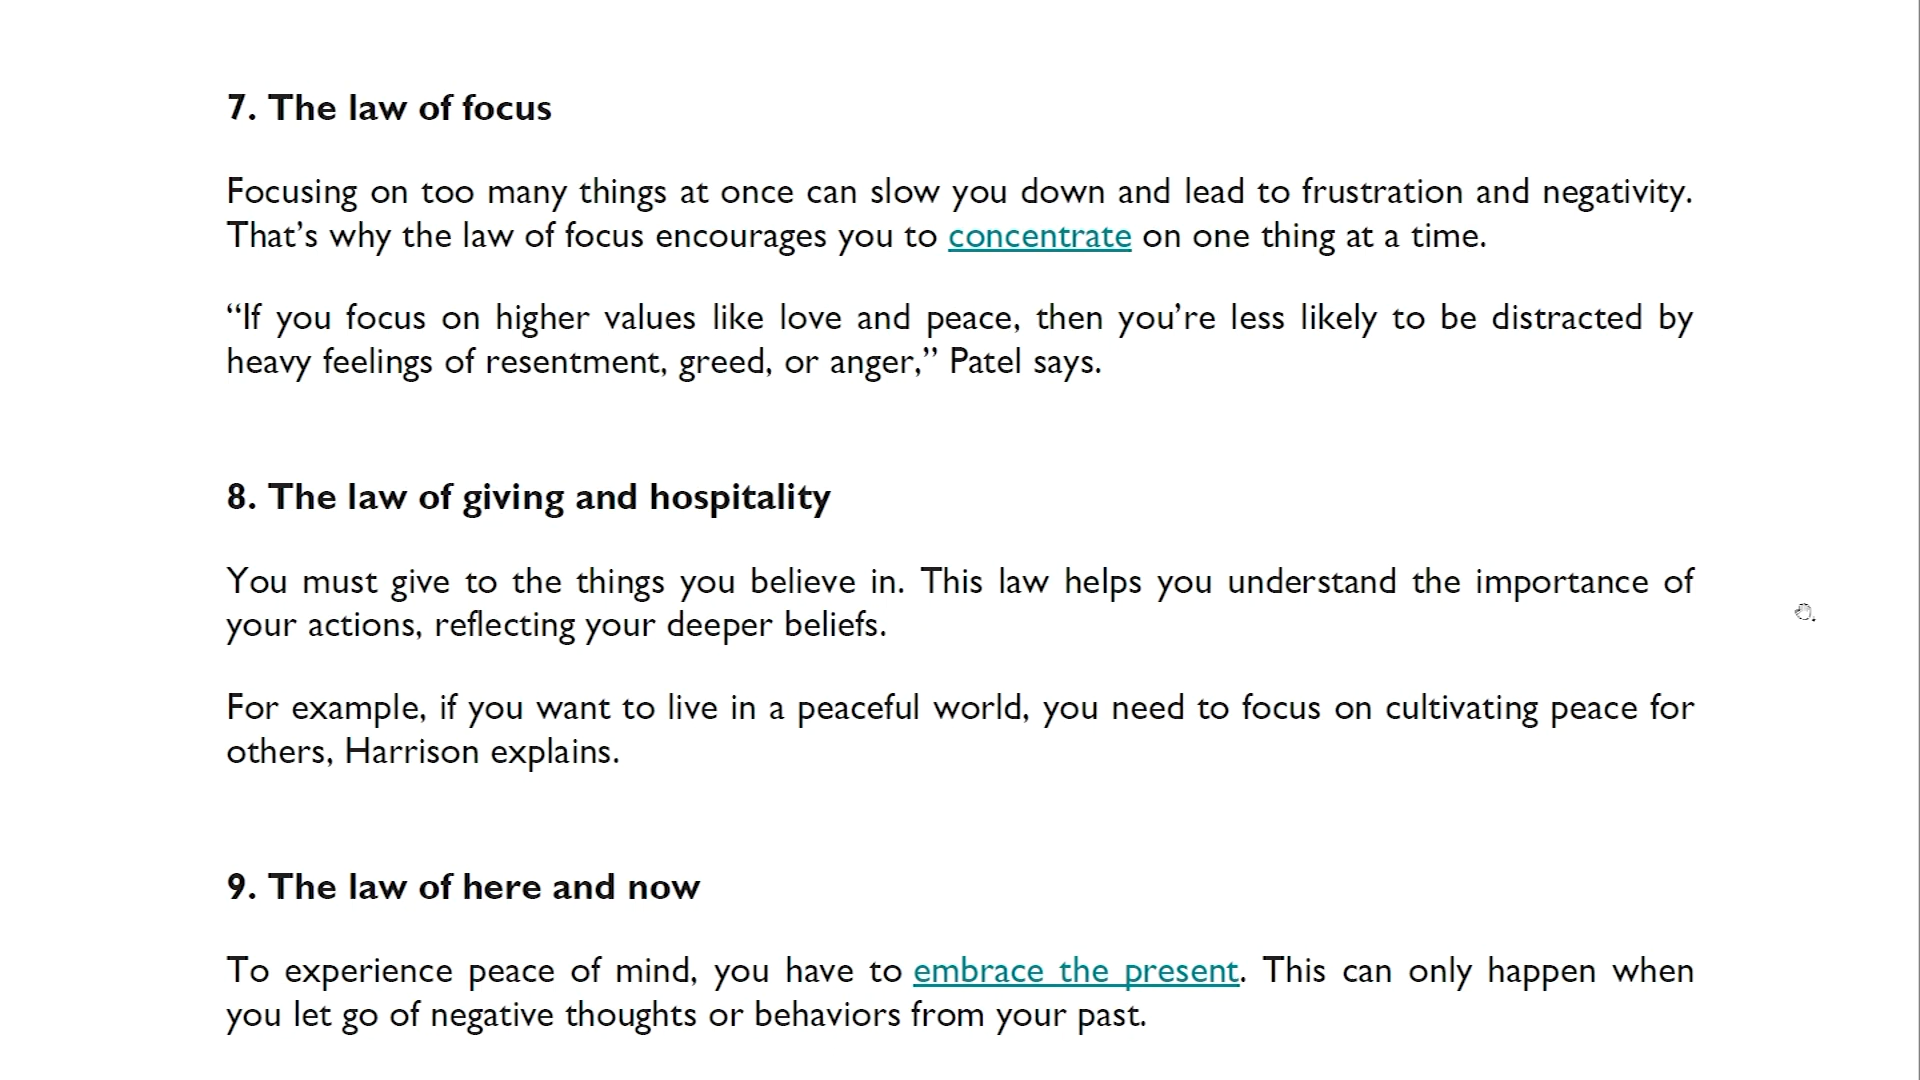 7. The law of focus
Focusing on too many things at once can slow you down and lead to frustration and negativity.
That’s why the law of focus encourages you to concentrate on one thing at a time.
“If you focus on higher values like love and peace, then you’re less likely to be distracted by
heavy feelings of resentment, greed, or anger,” Patel says.
8. The law of giving and hospitality
You must give to the things you believe in. This law helps you understand the importance of
your actions, reflecting your deeper beliefs.
For example, if you want to live in a peaceful world, you need to focus on cultivating peace for
others, Harrison explains.
9. The law of here and now
To experience peace of mind, you have to embrace the present. This can only happen when
you let go of negative thoughts or behaviors from your past.